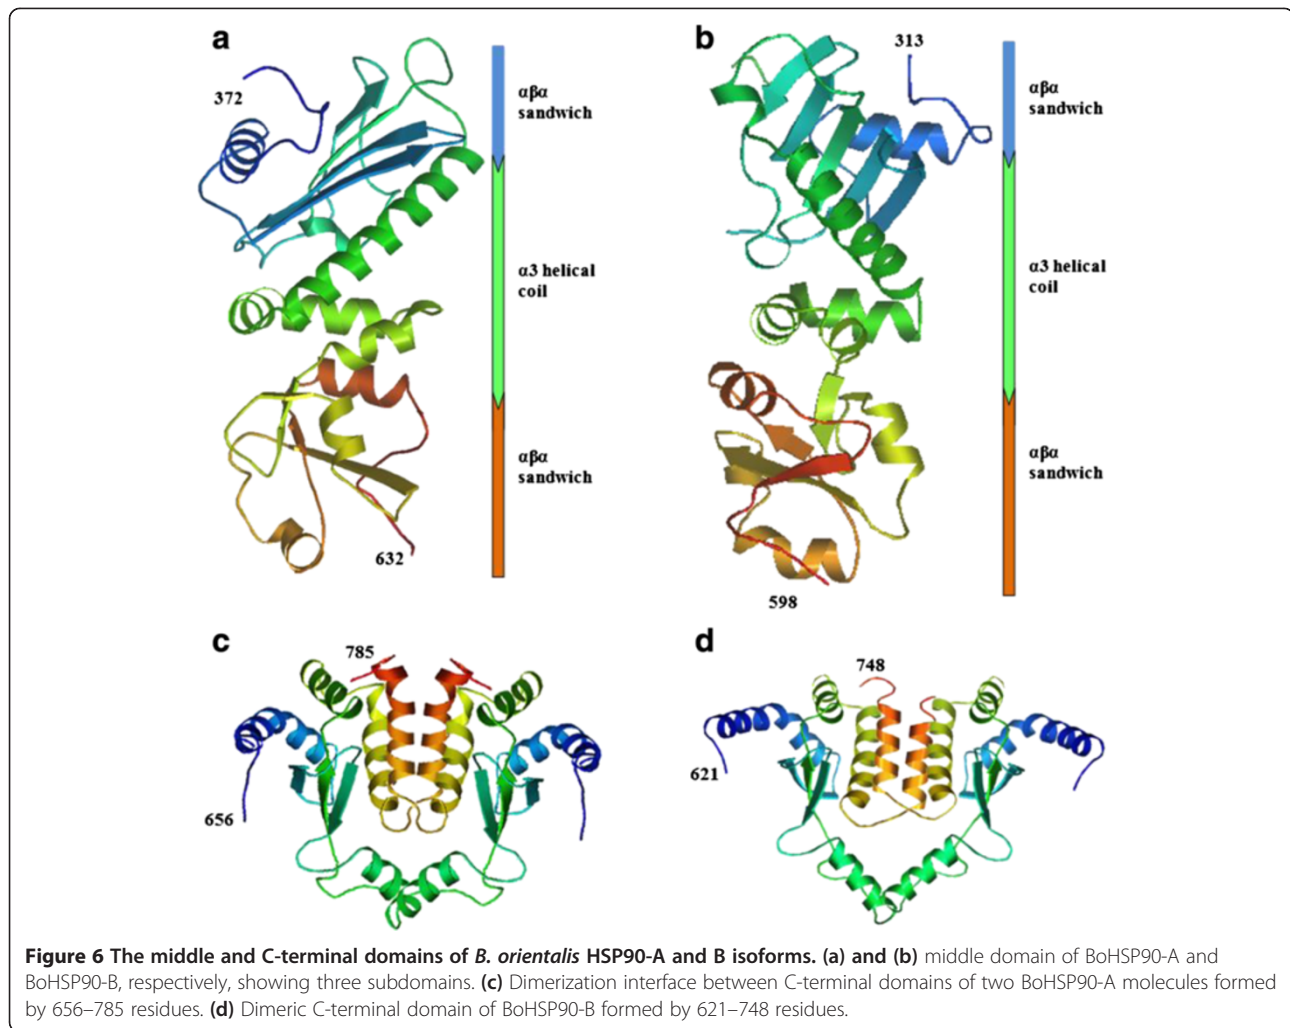 a
b
372
313
αβα
sandwich
αβα
sandwich
α3 helical
coil
α3 helical
coil
αβα
sandwich
αβα
sandwich
632
598
c
d
785
748
656
621
Figure 6 The middle and C-terminal domains of B. orientalis HSP90-A and B isoforms. (a) and (b) middle domain of BoHSP90-A and
BoHSP90-B, respectively, showing three subdomains. (c) Dimerization interface between C-terminal domains of two BoHSP90-A molecules formed
by 656–785 residues. (d) Dimeric C-terminal domain of BoHSP90-B formed by 621–748 residues.